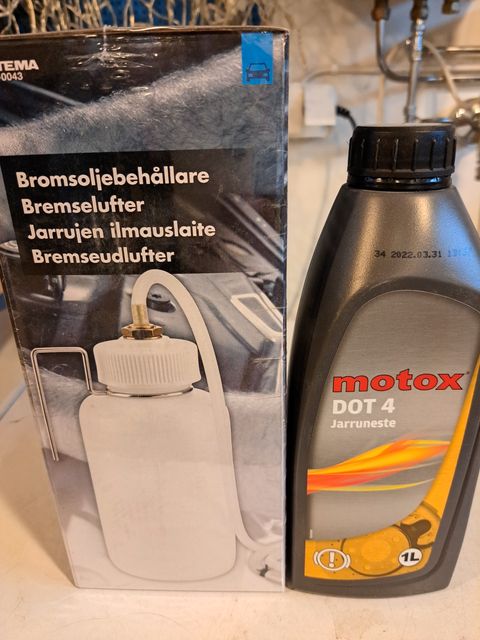 TEMA
0043
Bromsoljebehållare
Bremselufter
Jarrujen ilmauslaite
Bremseudlufter
34 2022.03.31
motox
DOT 4
Jarruneste
1L